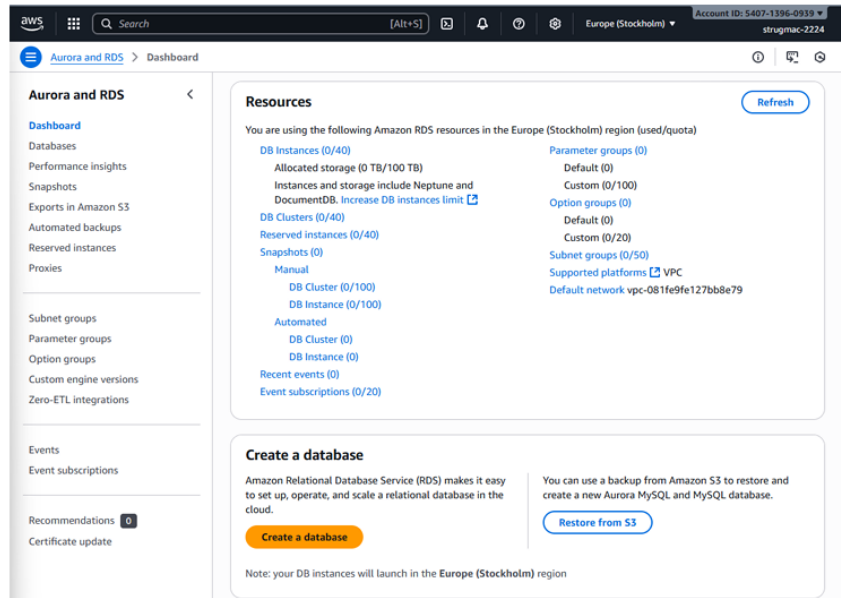 aws
Search [Alt+S]
Europe (Stockholm)
Account ID: 5407-1396-0939
strugmac-2224
Aurora and RDS > Dashboard
Aurora and RDS
Dashboard
Databases
Performance insights
Snapshots
Exports in Amazon S3
Automated backups
Reserved instances
Proxies
Subnet groups
Parameter groups
Option groups
Custom engine versions
Zero-ETL integrations
Events
Event subscriptions
Recommendations 0
Certificate update
Resources
Refresh
You are using the following Amazon RDS resources in the Europe (Stockholm) region (used/quota)
DB Instances (0/40)
Allocated storage (0 TB/100 TB)
Instances and storage include Neptune and
DocumentDB. Increase DB instances limit
DB Clusters (0/40)
Reserved instances (0/40)
Snapshots (0)
Manual
DB Cluster (0/100)
DB Instance (0/100)
Automated
DB Cluster (0)
DB Instance (0)
Recent events (0)
Event subscriptions (0/20)
Parameter groups (0)
Default (0)
Custom (0/100)
Option groups (0)
Default (0)
Custom (0/20)
Subnet groups (0/50)
Supported platforms VPC
Default network vpc-081fe9fe127bb8e79
Create a database
Amazon Relational Database Service (RDS) makes it easy
to set up, operate, and scale a relational database in the
cloud.
Create a database
You can use a backup from Amazon S3 to restore and
create a new Aurora MySQL and MySQL database.
Restore from S3
Note: your DB instances will launch in the Europe (Stockholm) region